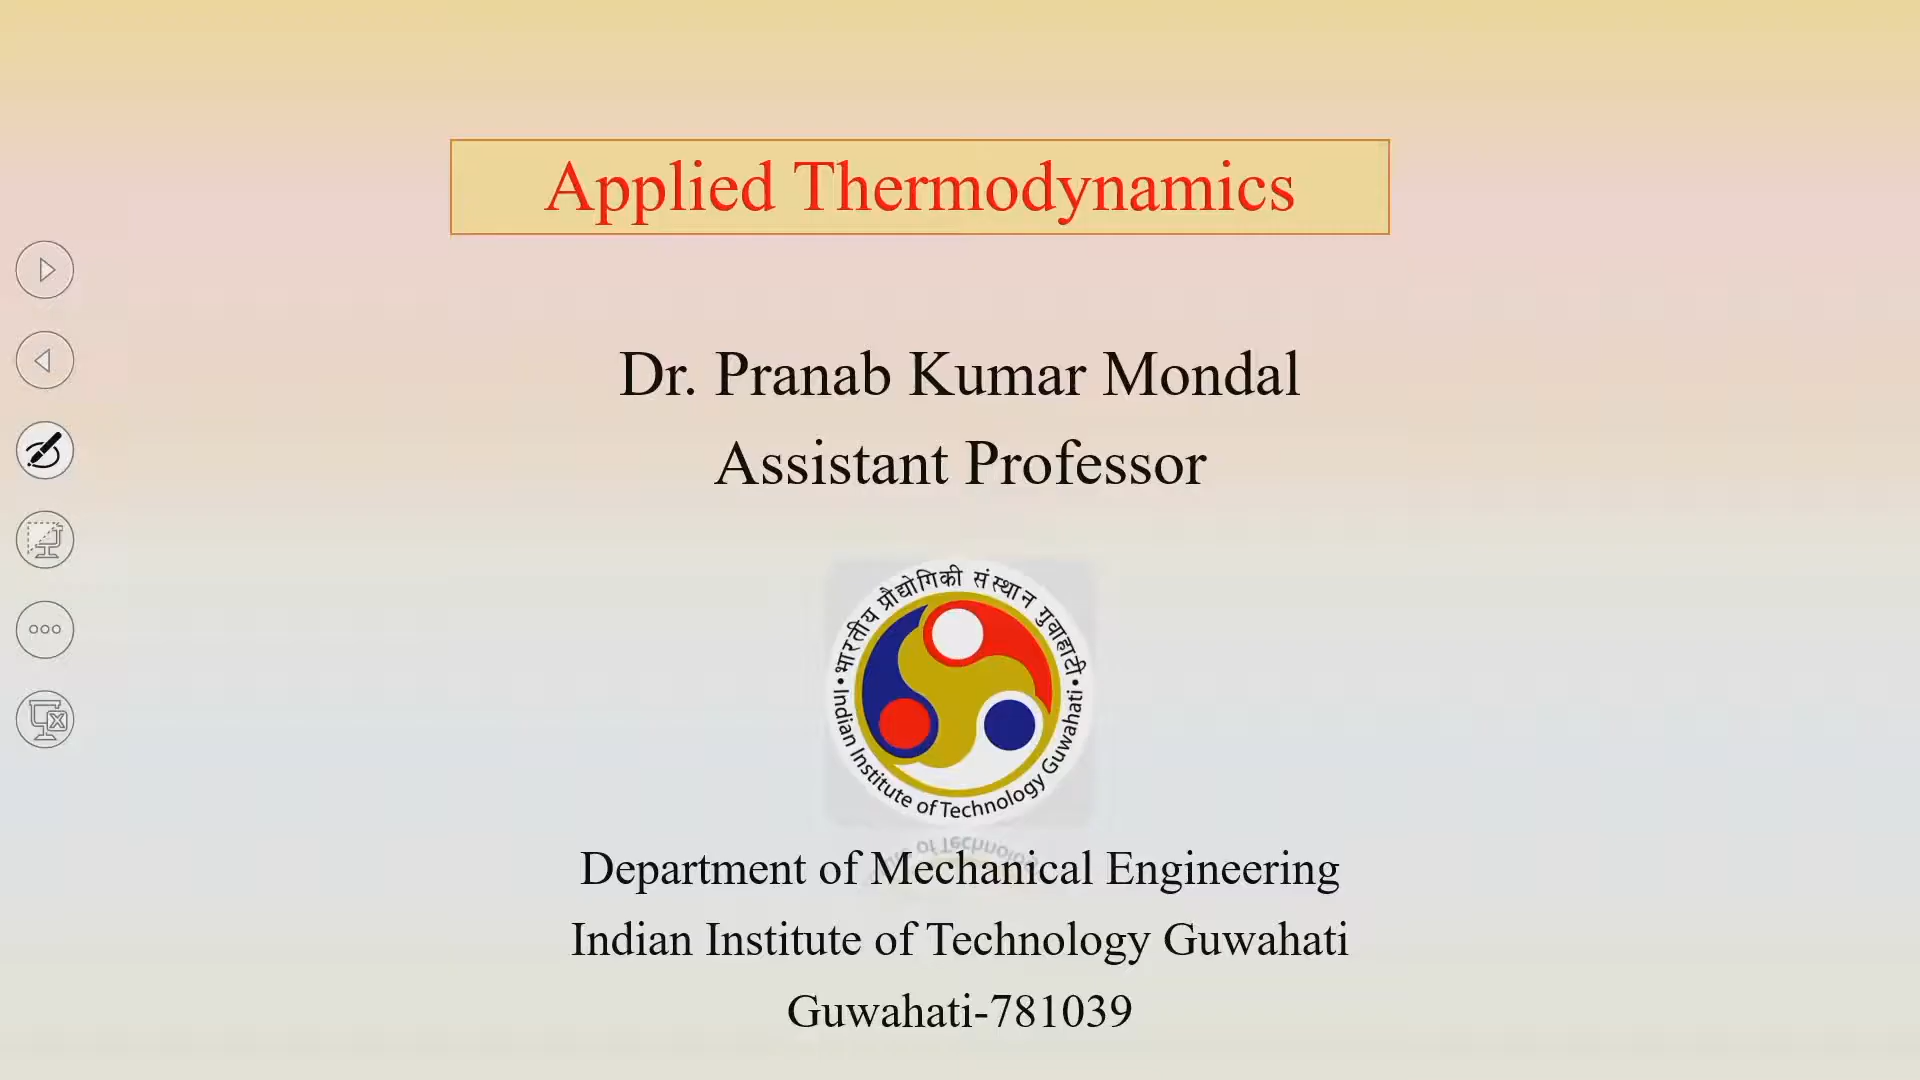 Applied Thermodynamics
Dr. Pranab Kumar Mondal
Assistant Professor
भारतीय प्रौद्योगिकी संस्थान गुवाहाटी
Indian Institute of Technology Guwahati
Department of Mechanical Engineering
Indian Institute of Technology Guwahati
Guwahati-781039